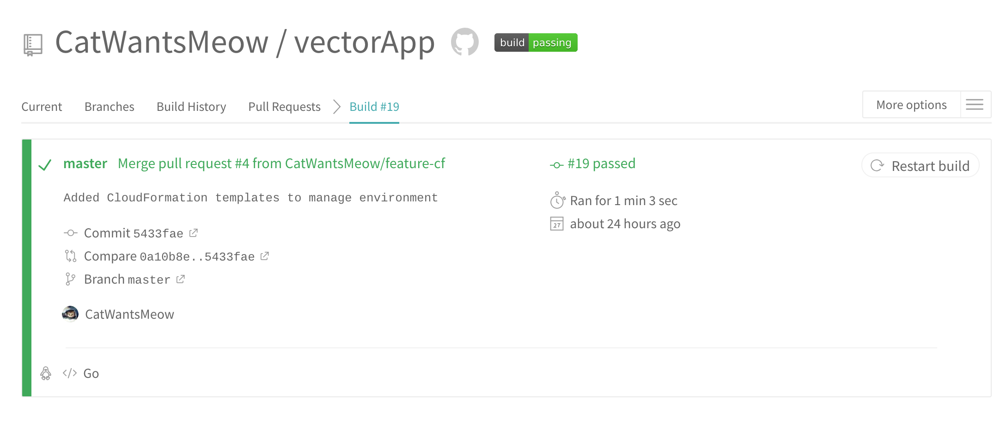 CatWantsMeow / vectorApp build passing
Current Branches Build History Pull Requests Build #19 More options
master Merge pull request #4 from CatWantsMeow/feature-cf
Added CloudFormation templates to manage environment
Commit 5433fae
Compare 0a10b8e..5433fae
Branch master
CatWantsMeow
#19 passed
Ran for 1 min 3 sec
27 about 24 hours ago
Restart build
Go